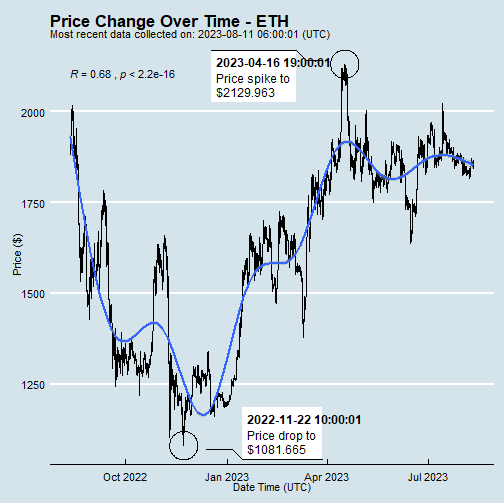 Price Change Over Time - ETH
Most recent data collected on: 2023-08-11 06:00:01 (UTC)
R = 0.68 , p < 2.2e-16
2023-04-16 19:00:01
Price spike to
$2129.963
2000
1750
1500
1250
Price ($)
2022-11-22 10:00:01
Price drop to
$1081.665
Oct 2022
Jan 2023
Apr 2023
Jul 2023
Date Time (UTC)